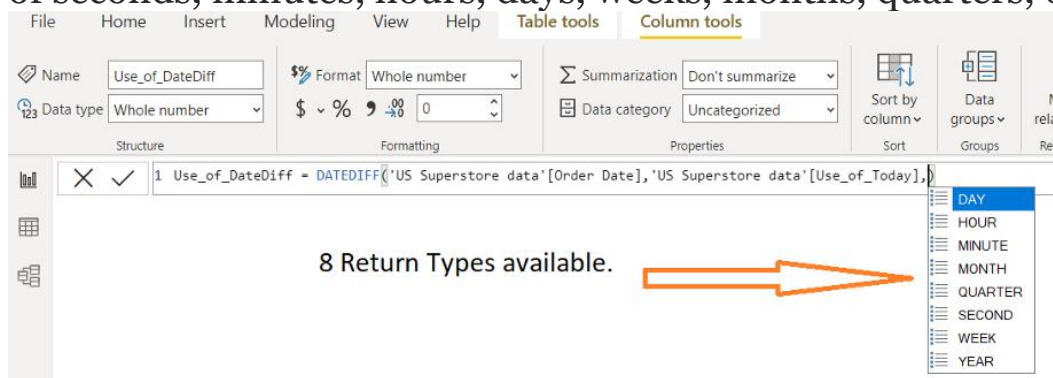 of seconds, minutes, hours, days, weeks, months, quarters,
File Home Insert Modeling View Help Table tools Column tools
Name Use_of_DateDiff $% Format Whole number Σ Summarization Don't summarize
Data type Whole number $ % 9 .00 0 Data category Uncategorized
Sort by column
Data groups
Structure Formatting Properties Sort Groups
1 Use_of_DateDiff = DATEDIFF('US Superstore data'[Order Date],'US Superstore data'[Use_of_Today],)
DAY
HOUR
MINUTE
8 Return Types available.
MONTH
QUARTER
SECOND
WEEK
YEAR